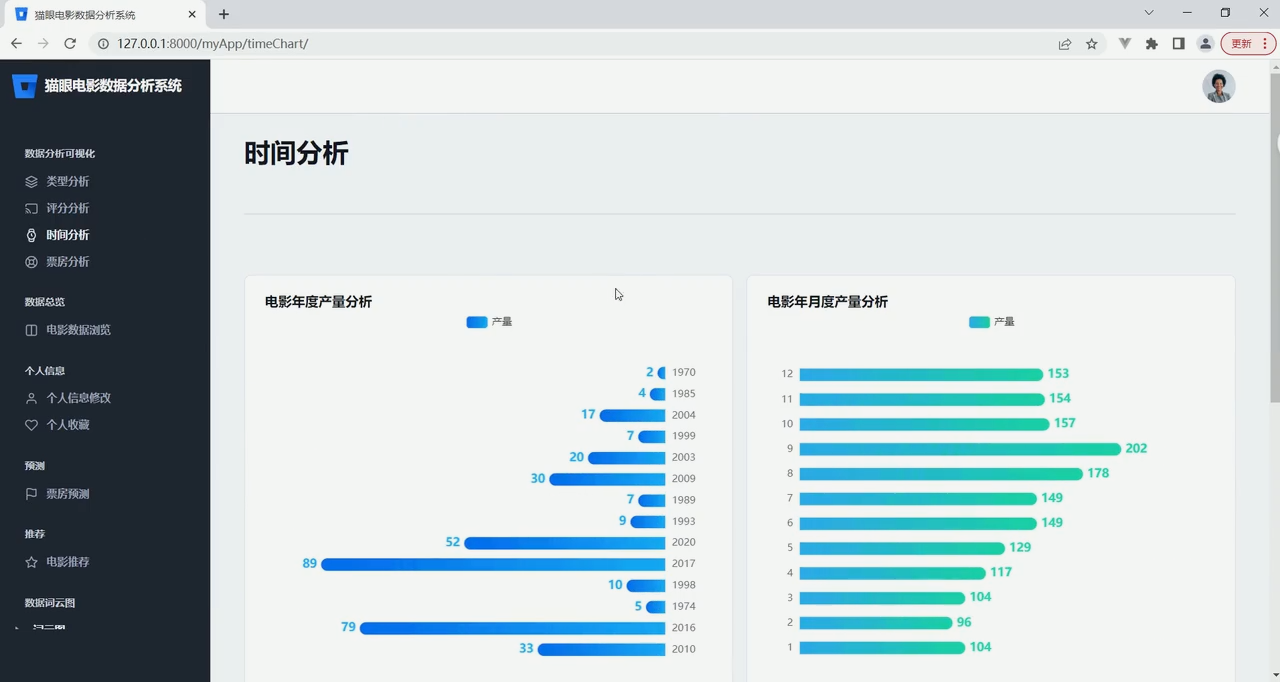 猫眼电影数据分析系统
127.0.0.1:8000/myApp/timeChart/
更新
猫眼电影数据分析系统
数据分析可视化
类型分析
评分分析
时间分析
票房分析
数据总览
电影数据浏览
个人信息
个人信息修改
个人收藏
预测
票房预测
推荐
电影推荐
数据词云图
时间分析
电影年度产量分析
产量
2 1970
4 1985
17 2004
7 1999
20 2003
30 2009
7 1989
9 1993
52 2020
89 2017
10 1998
5 1974
79 2016
33 2010
电影年月度产量分析
产量
12 153
11 154
10 157
9 202
8 178
7 149
6 149
5 129
4 117
3 104
2 96
1 104